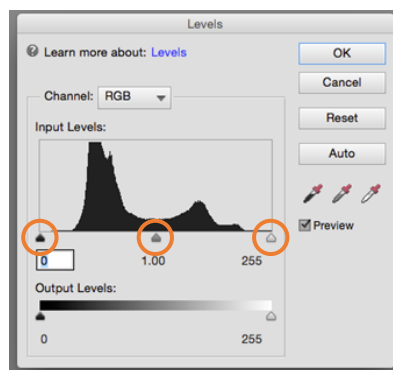 Levels
Learn more about: Levels
OK
Cancel
Reset
Auto
Preview
Channel: RGB
Input Levels:
0 1.00 255
Output Levels:
0 255